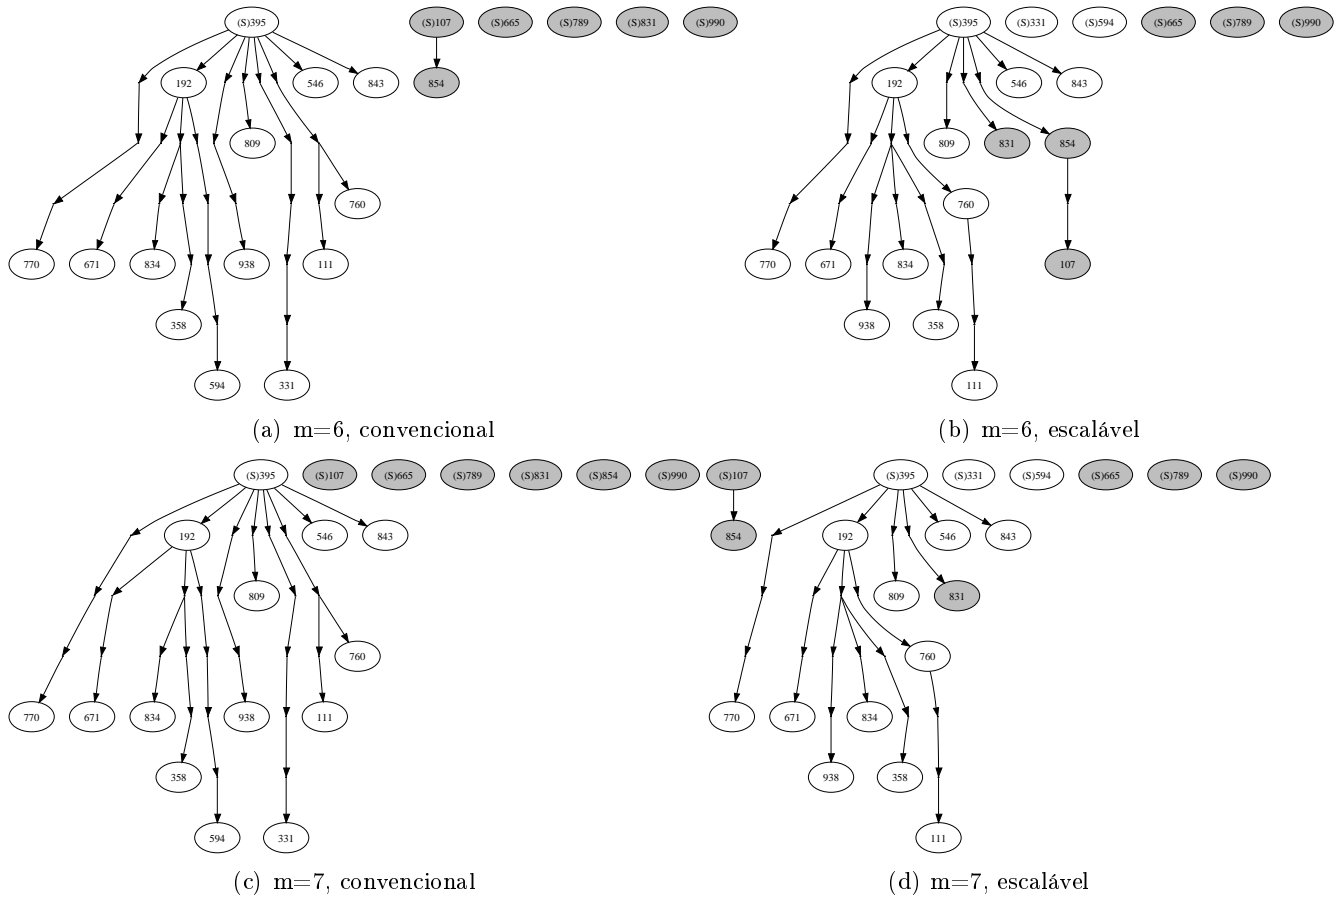 (S)395 (S)107 (S)665 (S)789 (S)831 (S)990
192 546 843 854
809
760
770 671 834 938 111
358
594 331
(a) m=6, convencional
(S)395 (S)331 (S)594 (S)665 (S)789 (S)990
192 546 843
809 831 854
760
770 671 834 107
938 358
111
(b) m=6, escalável
(S)395 (S)107 (S)665 (S)789 (S)831 (S)854 (S)990
192 546 843
809
760
770 671 834 938 111
358
594 331
(c) m=7, convencional
(S)107 (S)395 (S)331 (S)594 (S)665 (S)789 (S)990
854 192 546 843
809 831
760
770 671 834
938 358
111
(d) m=7, escalável